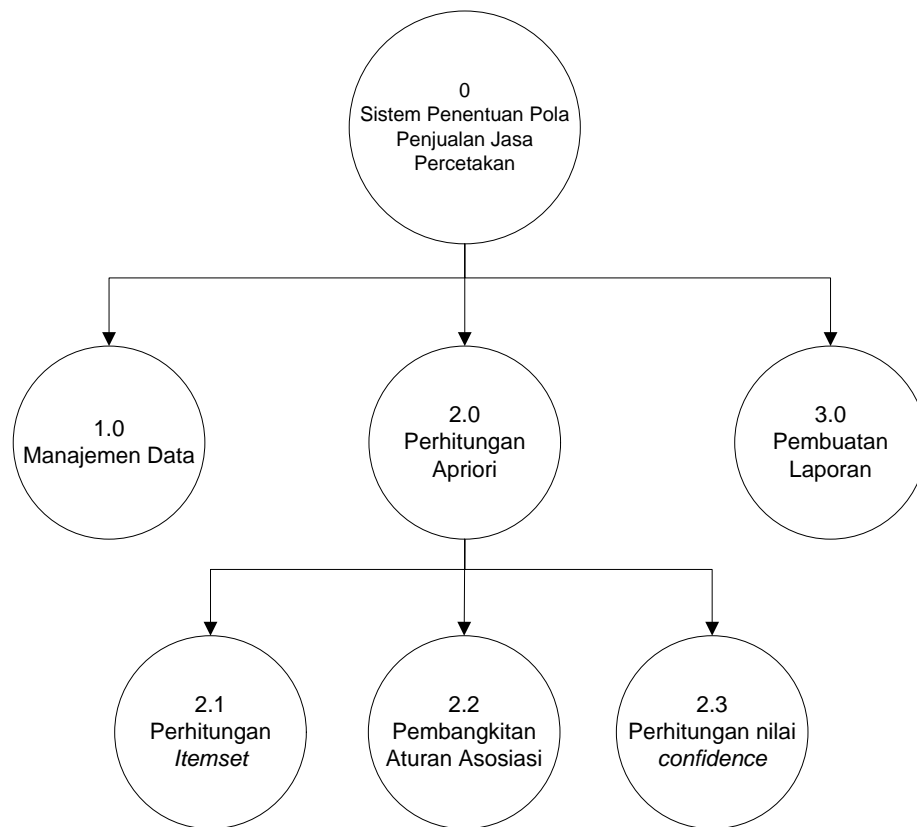 0
Sistem Penentuan Pola
Penjualan Jasa
Percetakan
1.0
Manajemen Data
2.0
Perhitungan
Apriori
3.0
Pembuatan
Laporan
2.1
Perhitungan
Itemset
2.2
Pembangkitan
Aturan Asosiasi
2.3
Perhitungan nilai
confidence